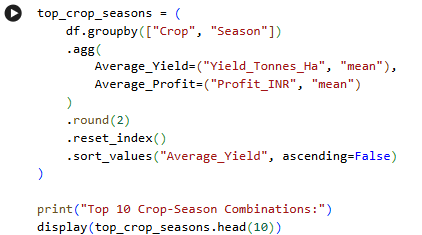 top_crop_seasons = (
    df.groupby(["Crop", "Season"])
    .agg(
        Average_Yield=("Yield_Tonnes_Ha", "mean"),
        Average_Profit=("Profit_INR", "mean")
    )
    .round(2)
    .reset_index()
    .sort_values("Average_Yield", ascending=False)
)
print("Top 10 Crop-Season Combinations:")
display(top_crop_seasons.head(10))